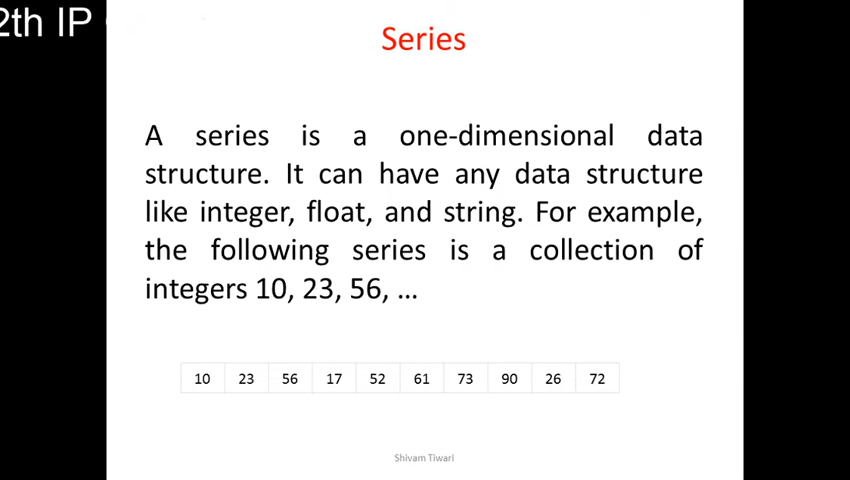 2th IP
Series
A series is a one-dimensional data
structure. It can have any data structure
like integer, float, and string. For example,
the following series is a collection of
integers 10, 23, 56, ...
10 23 56 17 52 61 73 90 26 72
Shivam Tiwari